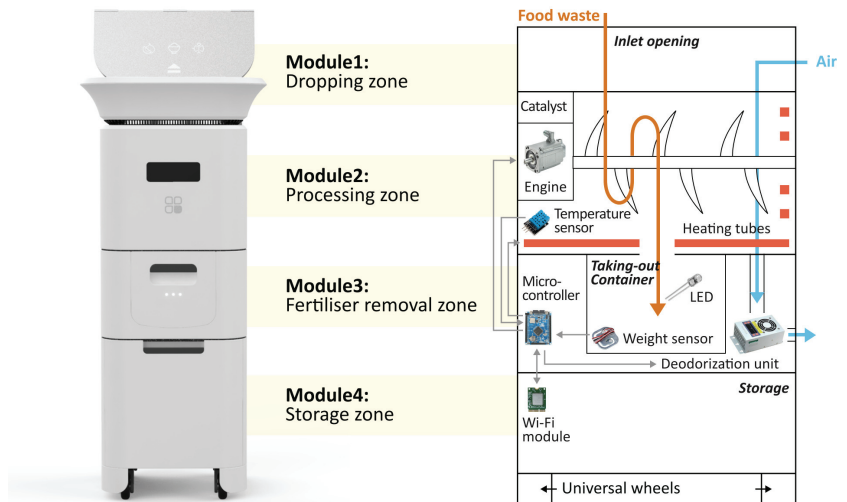 Food waste
Inlet opening
Air
Module1:
Dropping zone
Catalyst
Engine
Module2:
Processing zone
Temperature
sensor
Heating tubes
Module3:
Fertiliser removal zone
Micro-
controller
Taking-out
Container
LED
Weight sensor
Deodorization unit
Module4:
Storage zone
Storage
Wi-Fi
module
Universal wheels